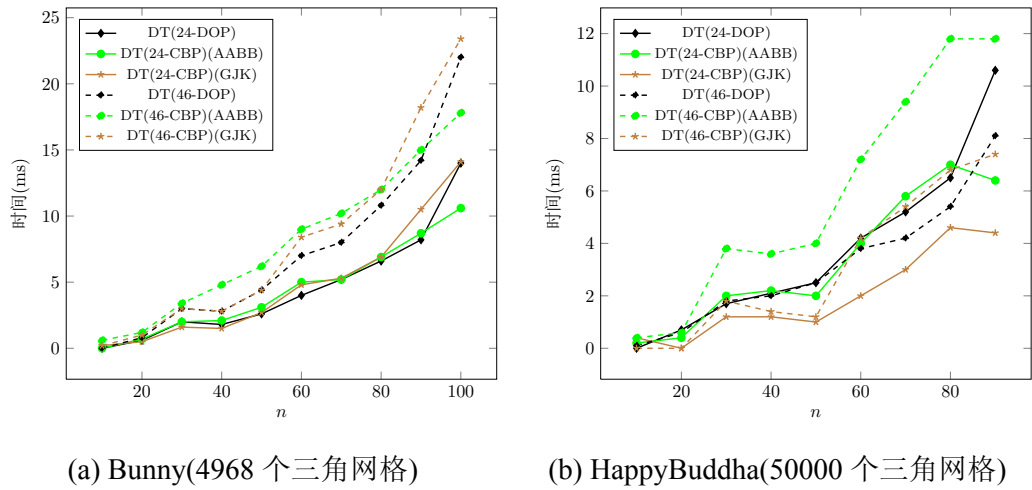 25
20
15
10
5
0
时间(ms)
DT(24-DOP)
DT(24-CBP)(AABB)
DT(24-CBP)(GJK)
DT(46-DOP)
DT(46-CBP)(AABB)
DT(46-CBP)(GJK)
20 40 60 80 100
n
12
10
8
6
4
2
0
时间(ms)
DT(24-DOP)
DT(24-CBP)(AABB)
DT(24-CBP)(GJK)
DT(46-DOP)
DT(46-CBP)(AABB)
DT(46-CBP)(GJK)
20 40 60 80
n
(a) Bunny(4968 个三角网格)
(b) HappyBuddha(50000 个三角网格)